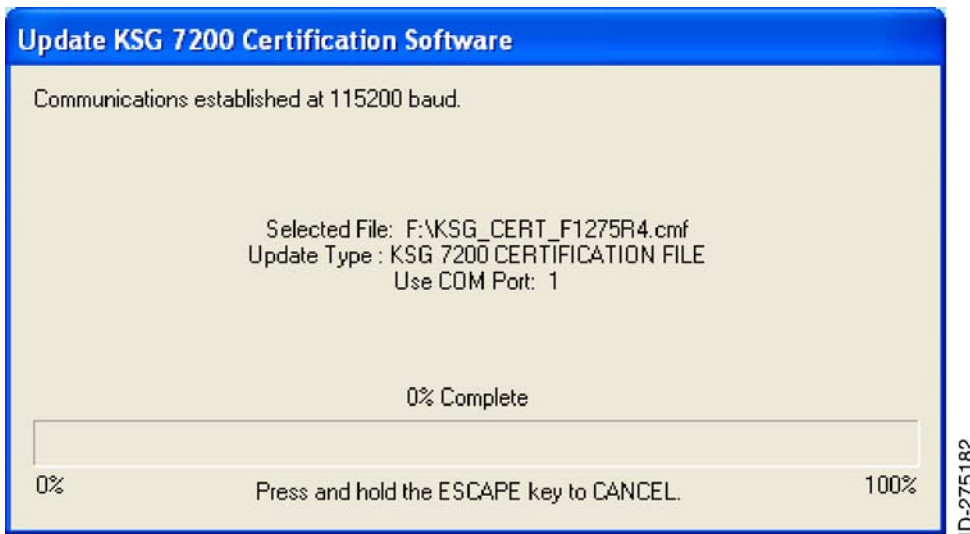 Update KSG 7200 Certification Software
Communications established at 115200 baud.
Selected File: F:\KSG_CERT_F1275R4.cmf
Update Type : KSG 7200 CERTIFICATION FILE
Use COM Port: 1
0% Complete
0%
Press and hold the ESCAPE key to CANCEL.
100%
ID-275182